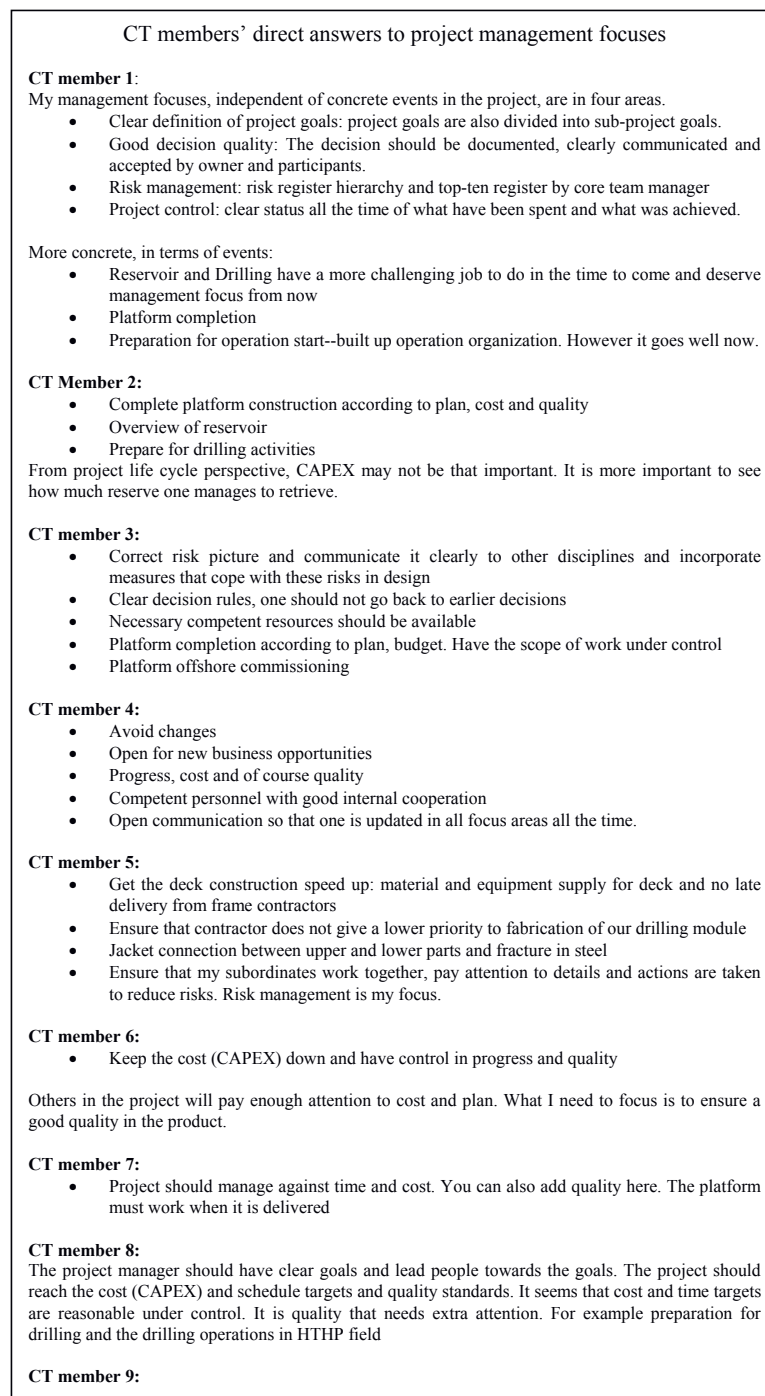 CT members’ direct answers to project management focuses
CT member 1:
My management focuses, independent of concrete events in the project, are in four areas.
• Clear definition of project goals: project goals are also divided into sub-project goals.
• Good decision quality: The decision should be documented, clearly communicated and
accepted by owner and participants.
• Risk management: risk register hierarchy and top-ten register by core team manager
• Project control: clear status all the time of what have been spent and what was achieved.
More concrete, in terms of events:
• Reservoir and Drilling have a more challenging job to do in the time to come and deserve
management focus from now
• Platform completion
• Preparation for operation start--built up operation organization. However it goes well now.
CT Member 2:
• Complete platform construction according to plan, cost and quality
• Overview of reservoir
• Prepare for drilling activities
From project life cycle perspective, CAPEX may not be that important. It is more important to see
how much reserve one manages to retrieve.
CT member 3:
• Correct risk picture and communicate it clearly to other disciplines and incorporate
measures that cope with these risks in design
• Clear decision rules, one should not go back to earlier decisions
• Necessary competent resources should be available
• Platform completion according to plan, budget. Have the scope of work under control
• Platform offshore commissioning
CT member 4:
• Avoid changes
• Open for new business opportunities
• Progress, cost and of course quality
• Competent personnel with good internal cooperation
• Open communication so that one is updated in all focus areas all the time.
CT member 5:
• Get the deck construction speed up: material and equipment supply for deck and no late
delivery from frame contractors
• Ensure that contractor does not give a lower priority to fabrication of our drilling module
• Jacket connection between upper and lower parts and fracture in steel
• Ensure that my subordinates work together, pay attention to details and actions are taken
to reduce risks. Risk management is my focus.
CT member 6:
• Keep the cost (CAPEX) down and have control in progress and quality
Others in the project will pay enough attention to cost and plan. What I need to focus is to ensure a
good quality in the product.
CT member 7:
• Project should manage against time and cost. You can also add quality here. The platform
must work when it is delivered
CT member 8:
The project manager should have clear goals and lead people towards the goals. The project should
reach the cost (CAPEX) and schedule targets and quality standards. It seems that cost and time targets
are reasonable under control. It is quality that needs extra attention. For example preparation for
drilling and the drilling operations in HTHP field
CT member 9: